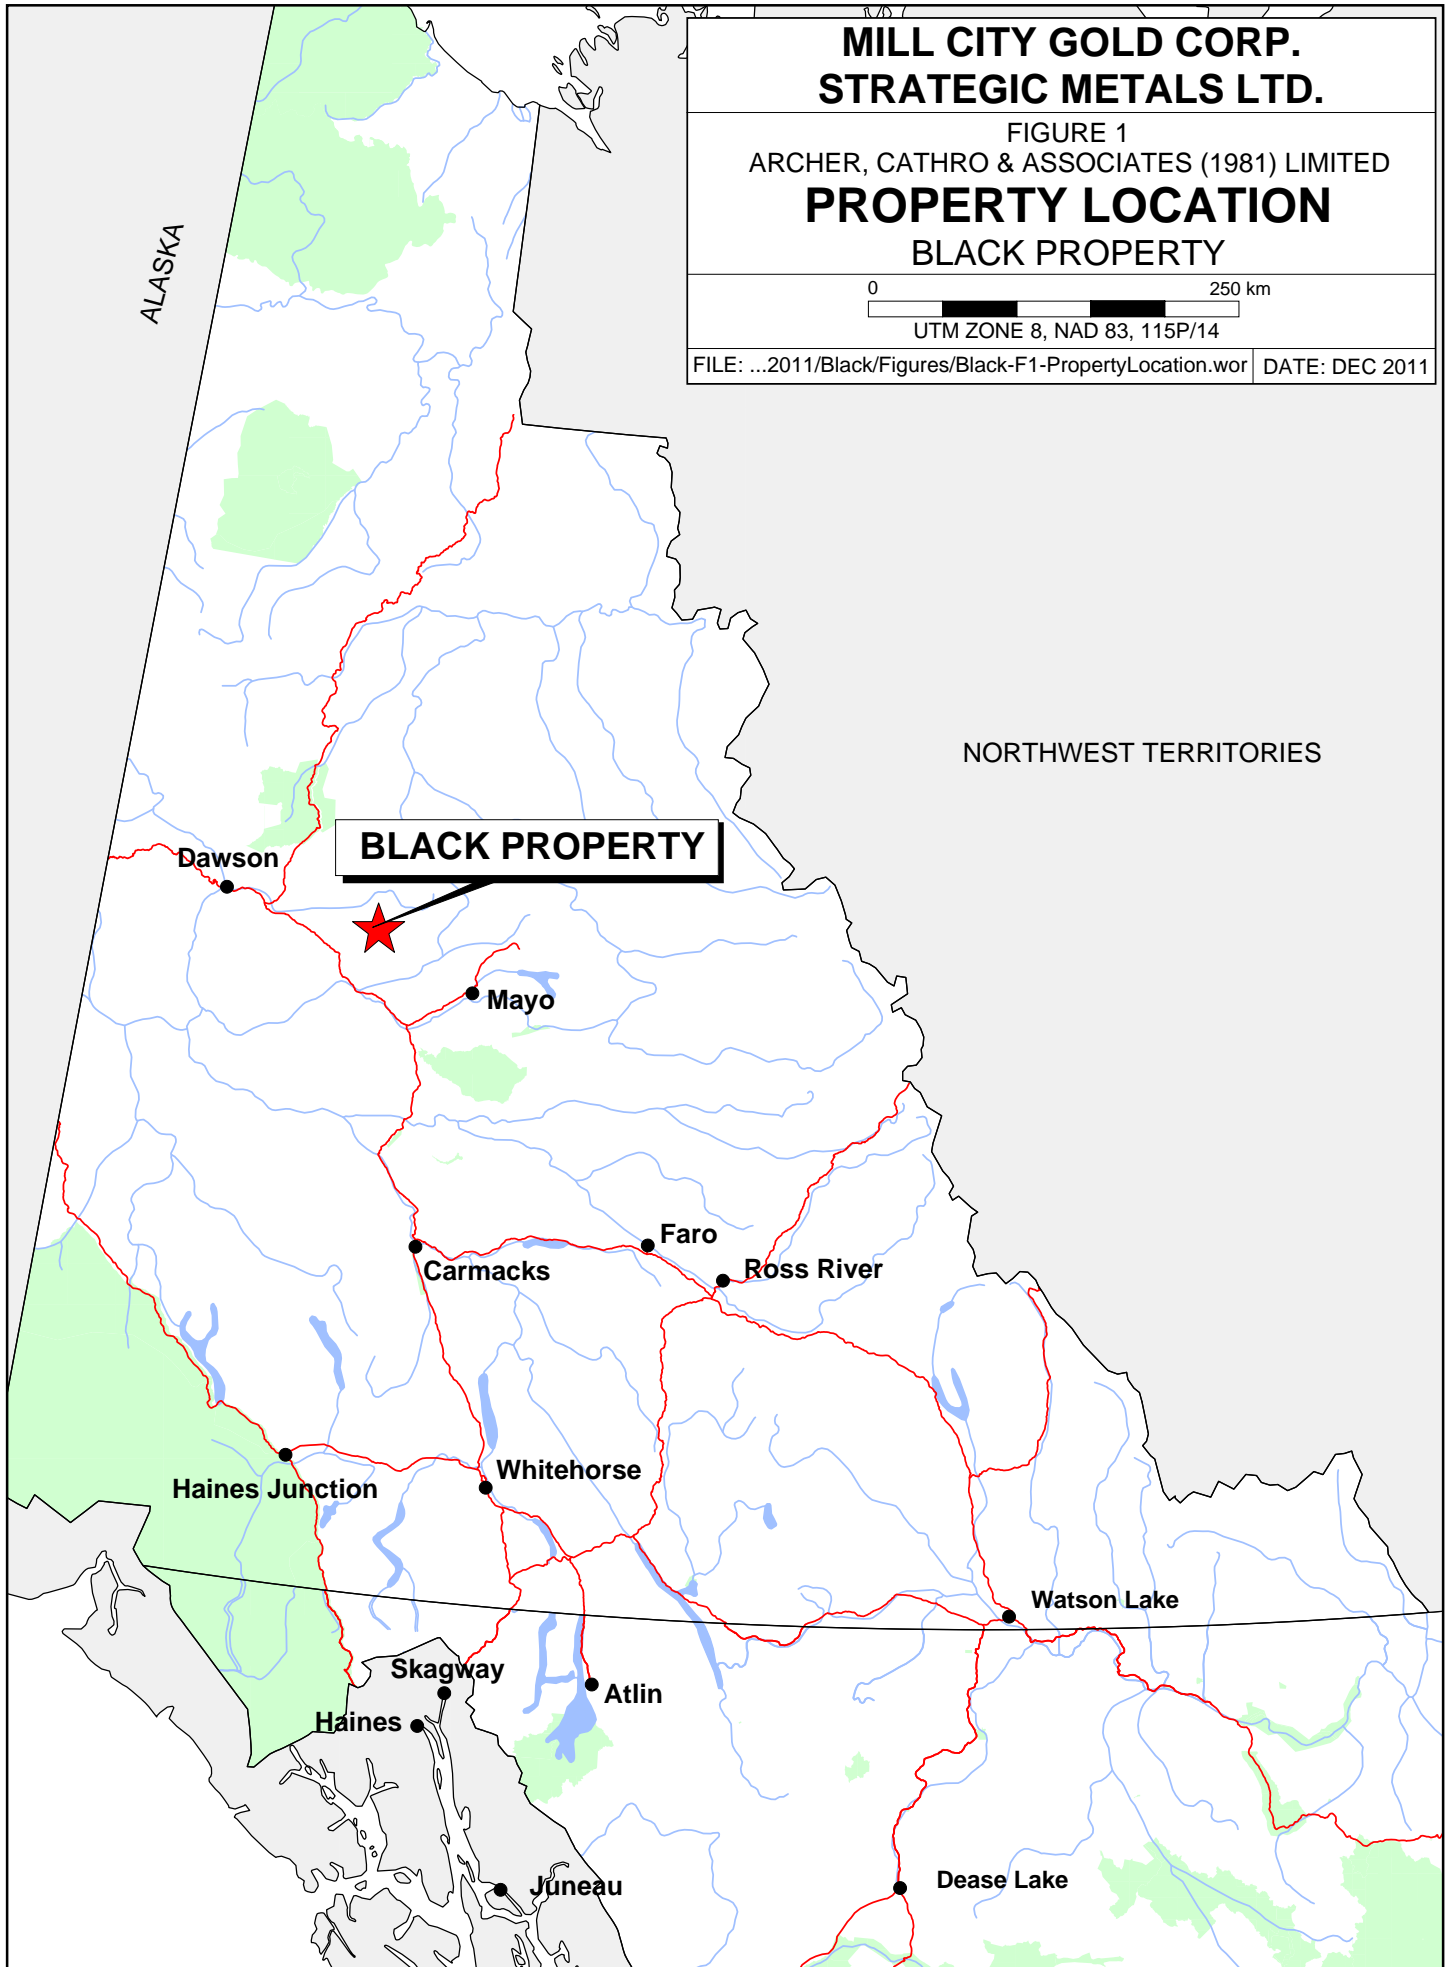 MILL CITY GOLD CORP.
STRATEGIC METALS LTD.
FIGURE 1
ARCHER, CATHRO & ASSOCIATES (1981) LIMITED
PROPERTY LOCATION
BLACK PROPERTY
0 250 km
UTM ZONE 8, NAD 83, 115P/14
FILE: ...2011/Black/Figures/Black-F1-PropertyLocation.wor DATE: DEC 2011
ALASKA
NORTHWEST TERRITORIES
BLACK PROPERTY
Dawson
Mayo
Faro
Ross River
Carmacks
Whitehorse
Haines Junction
Watson Lake
Skagway
Atlin
Haines
Dease Lake
Juneau